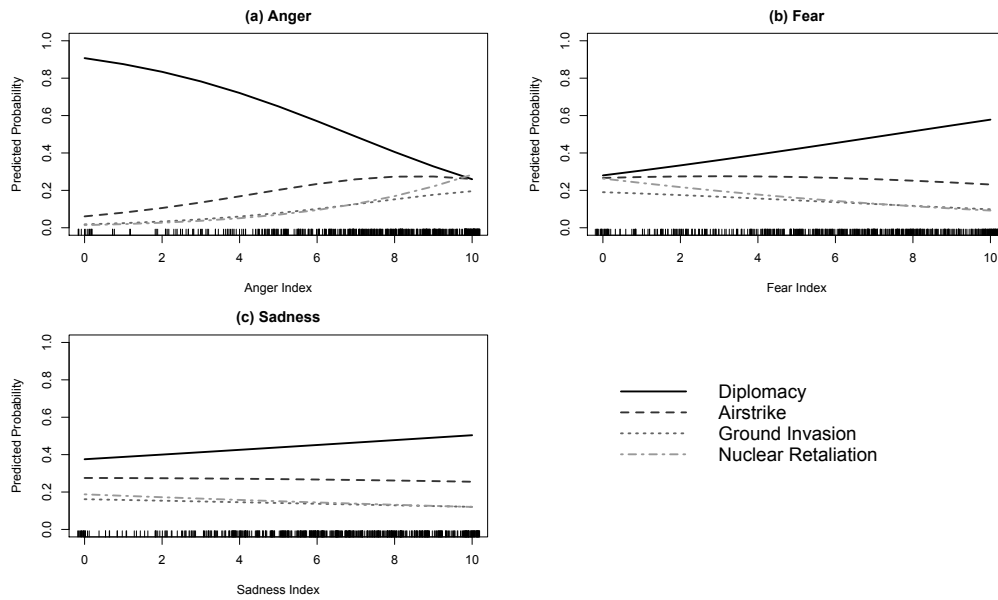 (a) Anger
Predicted Probability
0.0 0.2 0.4 0.6 0.8 1.0
0 2 4 6 8 10
Anger Index
(b) Fear
Predicted Probability
0.0 0.2 0.4 0.6 0.8 1.0
0 2 4 6 8 10
Fear Index
(c) Sadness
Predicted Probability
0.0 0.2 0.4 0.6 0.8 1.0
0 2 4 6 8 10
Sadness Index
Diplomacy
Airstrike
Ground Invasion
Nuclear Retaliation